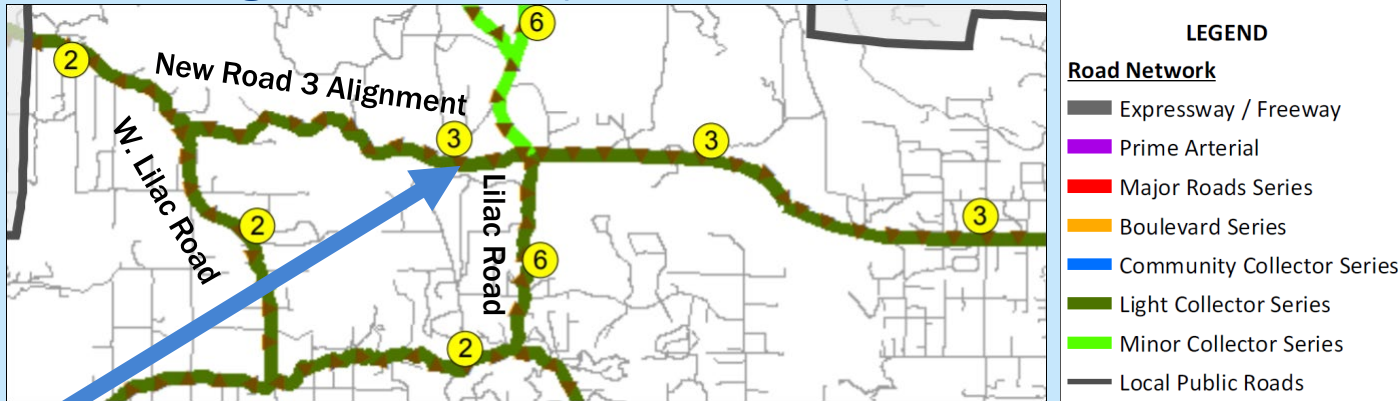 6
2
New Road 3 Alignment
3
3
W. Lilac Road
Lilac Road
2
3
6
2
LEGEND
Road Network
Expressway / Freeway
Prime Arterial
Major Roads Series
Boulevard Series
Community Collector Series
Light Collector Series
Minor Collector Series
Local Public Roads